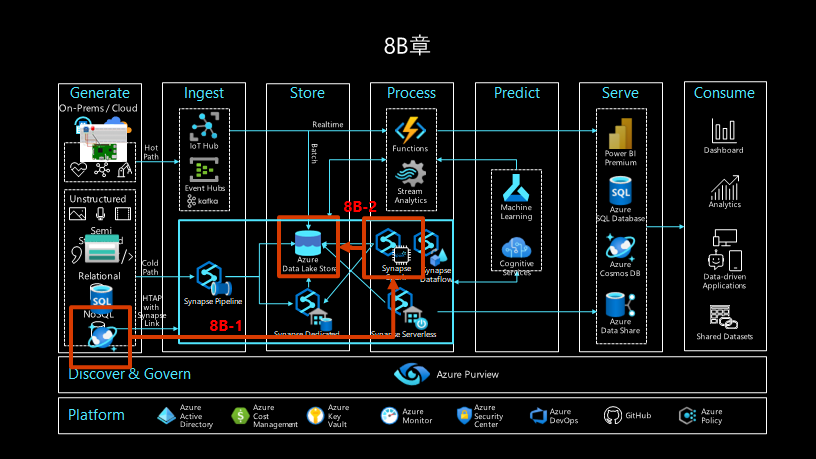 8B章
Generate
On-Prems / Cloud
Hot
Path
Unstructured
Semi
Relational
NoSQL
SQL
Cold
Path
HTAP
with
Synapse
Link
8B-1
Ingest
IoT Hub
Event Hubs
kafka
Synapse Pipeline
Store
Realtime
Batch
8B-2
Azure
Data Lake Store
Synapse Dedicated
Process
Functions
Stream
Analytics
Synapse
Synapse
Dataflow
Synapse Serverless
Predict
Machine
Learning
Cognitive
Services
Serve
Power BI
Premium
SQL
Azure
SQL Database
Azure
Cosmos DB
Azure
Data Share
Consume
Dashboard
Analytics
Data-driven
Applications
Shared Datasets
Discover & Govern
Azure Purview
Platform
Azure
Active
Directory
Azure
Cost
Management
Azure
Key
Vault
Azure
Monitor
Azure
Security
Center
Azure
DevOps
GitHub
Azure
Policy